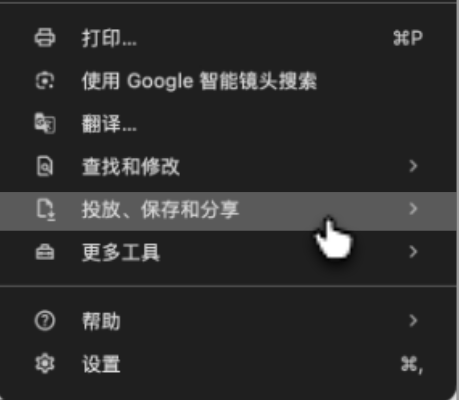 打印... ⌘P
使用 Google 智能镜头搜索
翻译...
查找和修改
投放、保存和分享
更多工具
帮助
设置 ⌘,